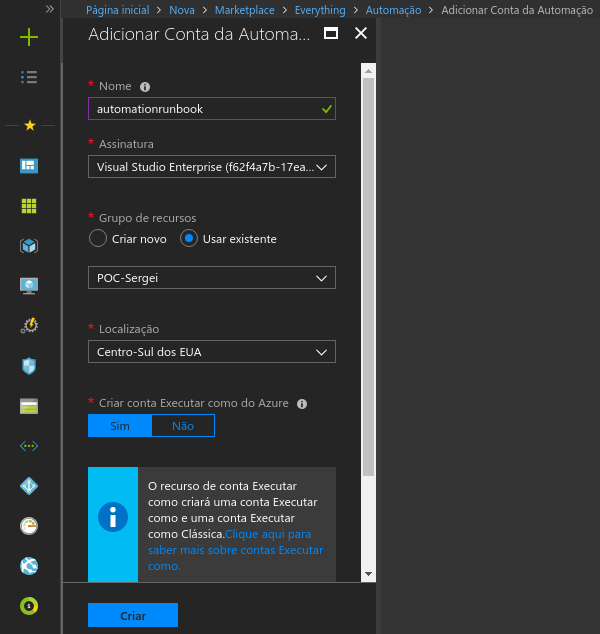 Página inicial > Nova > Marketplace > Everything > Automação > Adicionar Conta da Automação
Adicionar Conta da Automa...
* Nome
automationrunbook
* Assinatura
Visual Studio Enterprise (f62f4a7b-17ea...
* Grupo de recursos
Criar novo Usar existente
POC-Sergei
* Localização
Centro-Sul dos EUA
* Criar conta Executar como do Azure
Sim Não
O recurso de conta Executar
como criará uma conta Executar
como e uma conta Executar
como Clássica.Clique aqui para
saber mais sobre contas Executar
como.
Criar